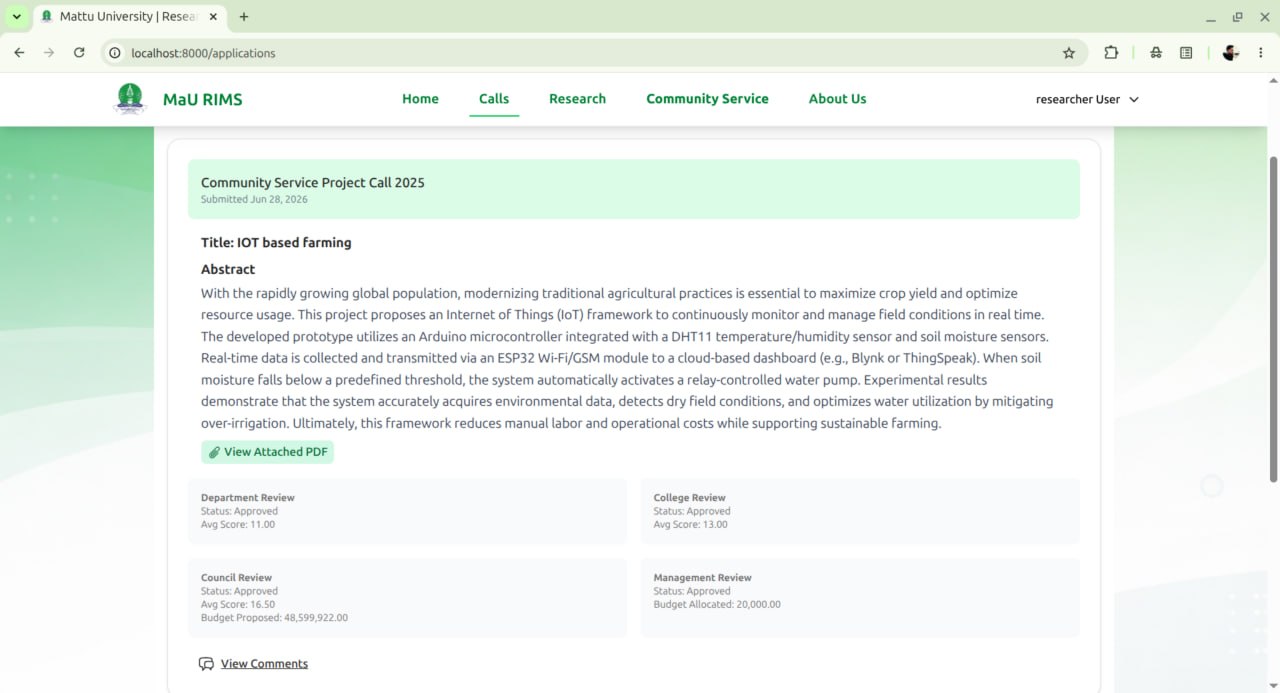 Mattu University | Resear
localhost:8000/applications
MaU RIMS
Home
Calls
Research
Community Service
About Us
researcher User
Community Service Project Call 2025
Submitted Jun 28, 2026
Title: IOT based farming
Abstract
With the rapidly growing global population, modernizing traditional agricultural practices is essential to maximize crop yield and optimize
resource usage. This project proposes an Internet of Things (IoT) framework to continuously monitor and manage field conditions in real time.
The developed prototype utilizes an Arduino microcontroller integrated with a DHT11 temperature/humidity sensor and soil moisture sensors.
Real-time data is collected and transmitted via an ESP32 Wi-Fi/GSM module to a cloud-based dashboard (e.g., Blynk or ThingSpeak). When soil
moisture falls below a predefined threshold, the system automatically activates a relay-controlled water pump. Experimental results
demonstrate that the system accurately acquires environmental data, detects dry field conditions, and optimizes water utilization by mitigating
over-irrigation. Ultimately, this framework reduces manual labor and operational costs while supporting sustainable farming.
View Attached PDF
Department Review
Status: Approved
Avg Score: 11.00
College Review
Status: Approved
Avg Score: 13.00
Council Review
Status: Approved
Avg Score: 16.50
Budget Proposed: 48,599,922.00
Management Review
Status: Approved
Budget Allocated: 20,000.00
View Comments